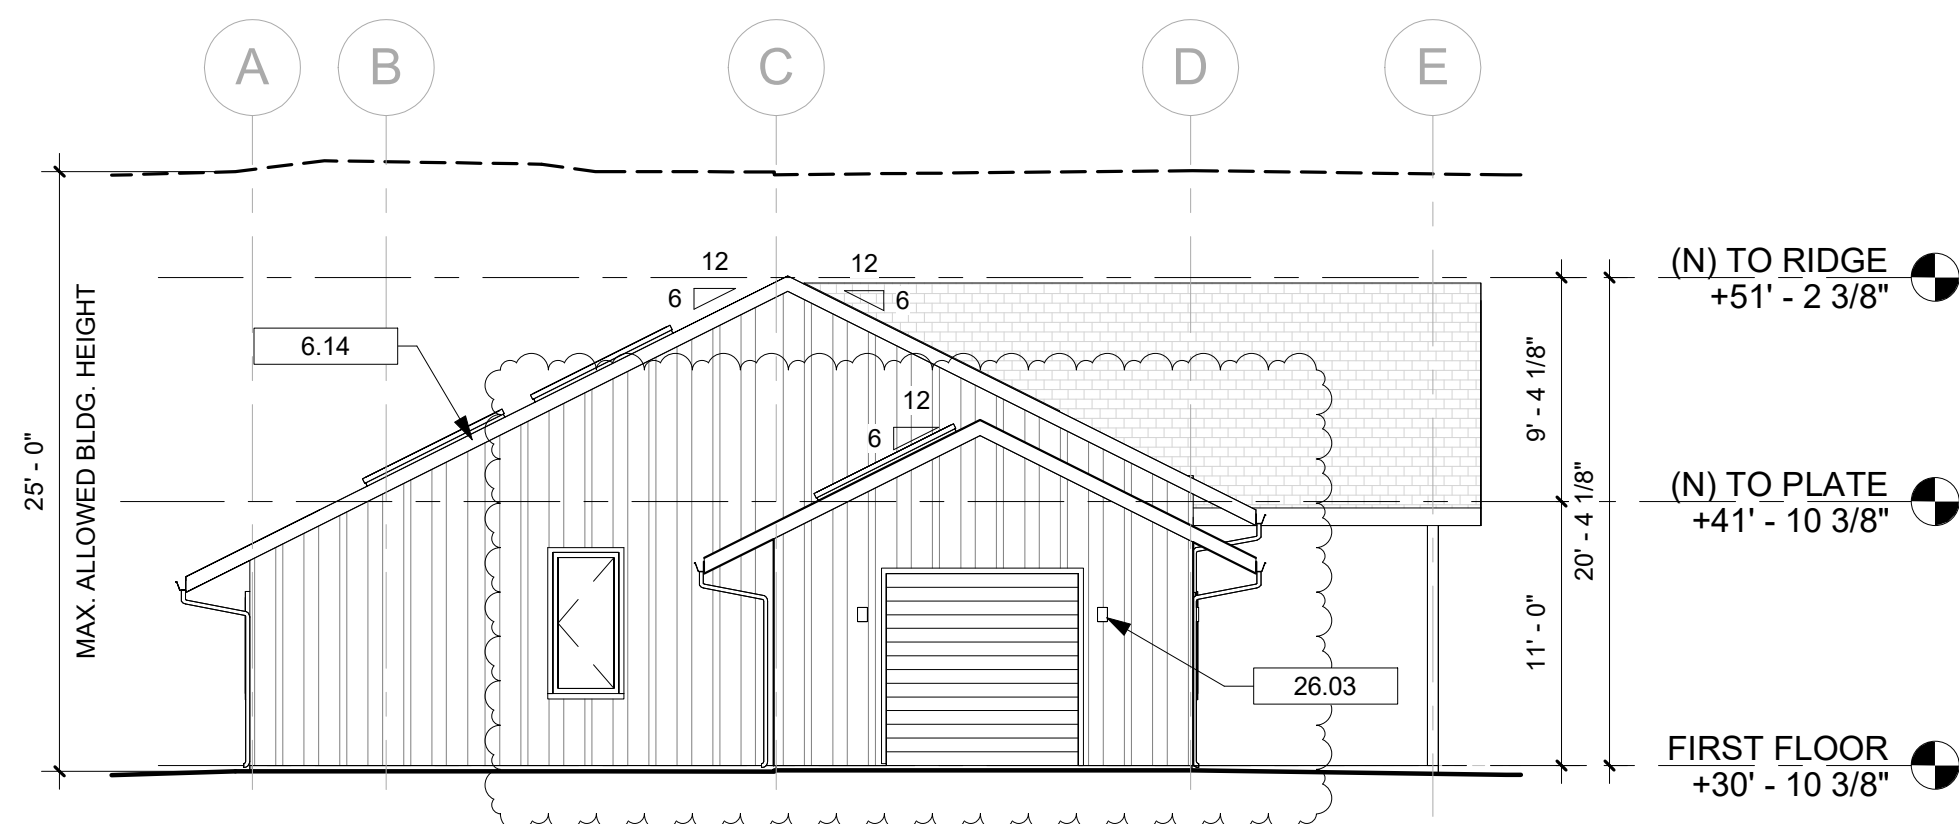 A B C D E
12 12
6 6
(N) TO RIDGE
+51' - 2 3/8"
6.14
MAX. ALLOWED BLDG. HEIGHT
25' - 0"
9' - 4 1/8"
12
6
(N) TO PLATE
+41' - 10 3/8"
20' - 4 1/8"
11' - 0"
26.03
FIRST FLOOR
+30' - 10 3/8"